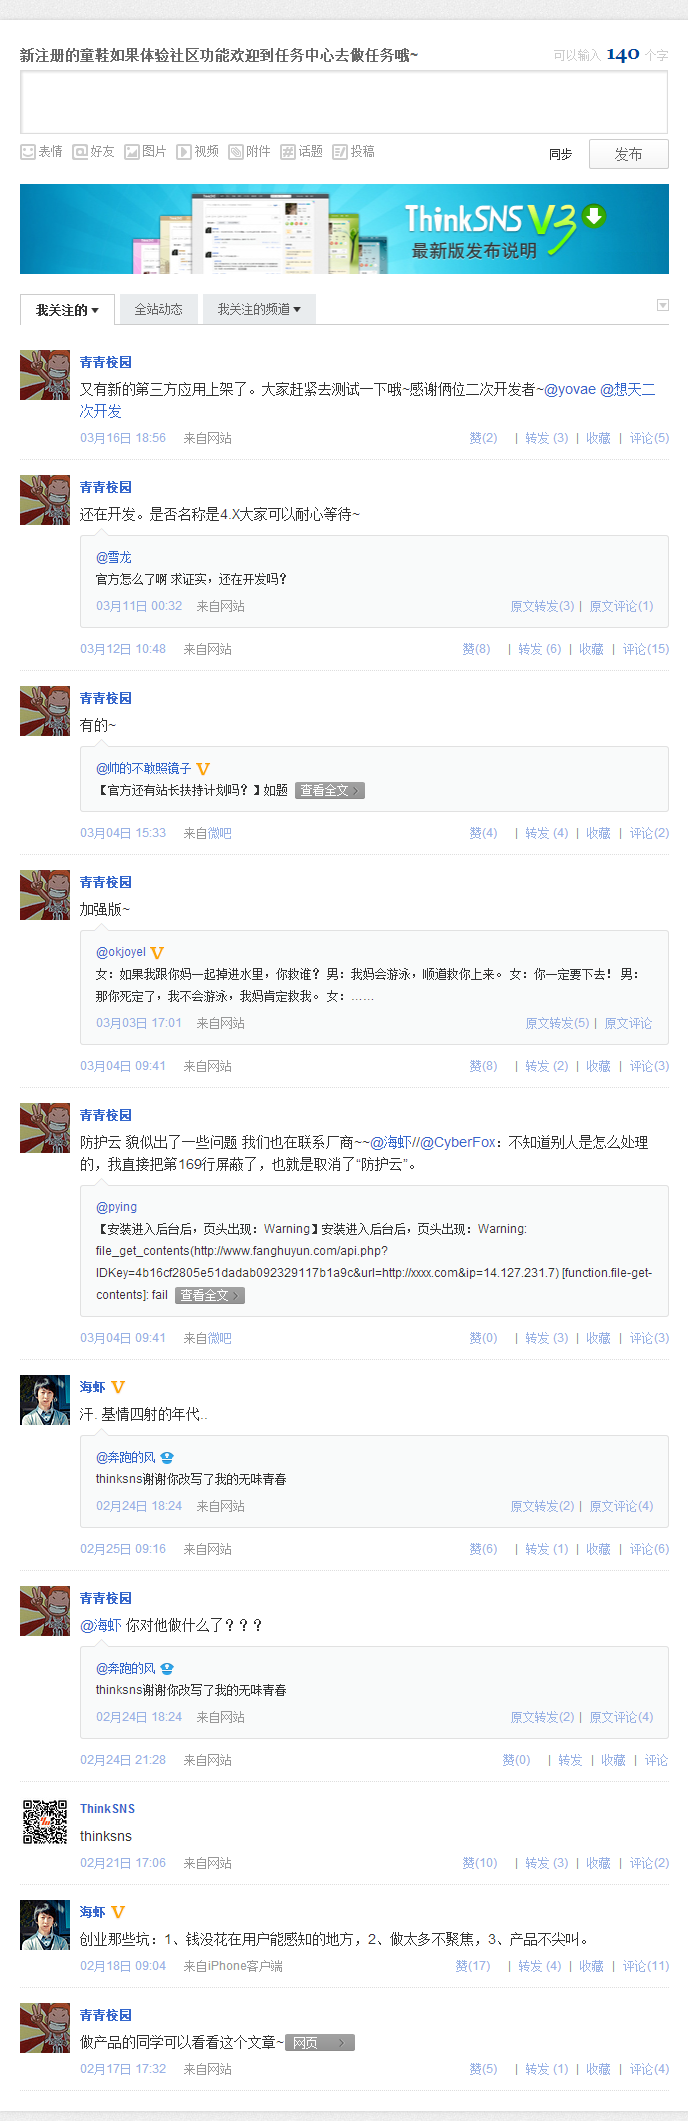 新注册的童鞋如果体验社区功能欢迎到任务中心去做任务哦~ 可以输入 140 个字
表情 好友 图片 视频 附件 话题 投稿 同步 发布
ThinkSNS V3
最新版发布说明
我关注的 全站动态 我关注的频道
青青校园
又有新的第三方应用上架了。大家赶紧去测试一下哦~感谢俩位二次开发者~@yovae @想天二
次开发
03月16日 18:56 来自网站 赞(2) | 转发 (3) | 收藏 | 评论(5)
青青校园
还在开发。是否名称是4.X大家可以耐心等待~
@雪龙
官方怎么了啊 求证实，还在开发吗？
03月11日 00:32 来自网站 原文转发(3) | 原文评论(1)
03月12日 10:48 来自网站 赞(8) | 转发 (6) | 收藏 | 评论(15)
青青校园
有的~
@帅的不敢照镜子 V
【官方还有站长扶持计划吗？】如题 查看全文 >
03月04日 15:33 来自微吧 赞(4) | 转发 (4) | 收藏 | 评论(2)
青青校园
加强版~
@okjoyel V
女：如果我跟你妈一起掉进水里，你救谁？ 男：我妈会游泳，顺道救你上来。 女：你一定要下去！ 男：
那你死定了，我不会游泳，我妈肯定救我。 女：……
03月03日 17:01 来自网站 原文转发(5) | 原文评论
03月04日 09:41 来自网站 赞(8) | 转发 (2) | 收藏 | 评论(3)
青青校园
防护云 貌似出了一些问题 我们也在联系厂商~~@海虾//@CyberFox：不知道别人是怎么处理
的，我直接把第169行屏蔽了，也就是取消了“防护云”。
@pying
【安装进入后台后，页头出现：Warning】安装进入后台后，页头出现：Warning:
file_get_contents(http://www.fanghuyun.com/api.php?
IDKey=4b16cf2805e51dadab092329117b1a9c&url=http://xxxx.com&ip=14.127.231.7) [function.file-get-
contents]: fail 查看全文 >
03月04日 09:41 来自微吧 赞(0) | 转发 (3) | 收藏 | 评论(3)
海虾 V
汗. 基情四射的年代..
@奔跑的风
thinksns谢谢你改写了我的无味青春
02月24日 18:24 来自网站 原文转发(2) | 原文评论(4)
02月25日 09:16 来自网站 赞(6) | 转发 (1) | 收藏 | 评论(6)
青青校园
@海虾 你对他做什么了？？？
@奔跑的风
thinksns谢谢你改写了我的无味青春
02月24日 18:24 来自网站 原文转发(2) | 原文评论(4)
02月24日 21:28 来自网站 赞(0) | 转发 | 收藏 | 评论
ThinkSNS
thinksns
02月21日 17:06 来自网站 赞(10) | 转发 (3) | 收藏 | 评论(2)
海虾 V
创业那些坑：1、钱没花在用户能感知的地方，2、做太多不聚焦，3、产品不尖叫。
02月18日 09:04 来自iPhone客户端 赞(17) | 转发 (4) | 收藏 | 评论(11)
青青校园
做产品的同学可以看看这个文章~ 网页 >
02月17日 17:32 来自网站 赞(5) | 转发 (1) | 收藏 | 评论(4)